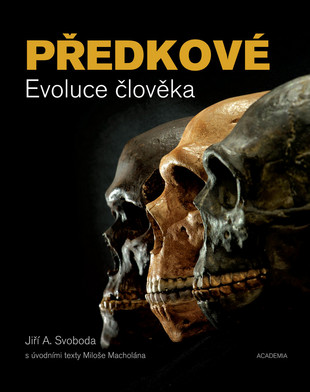 PŘEDKOVÉ
Evoluce člověka
Jiří A. Svoboda
s úvodními texty Miloše Macholána
ACADEMIA